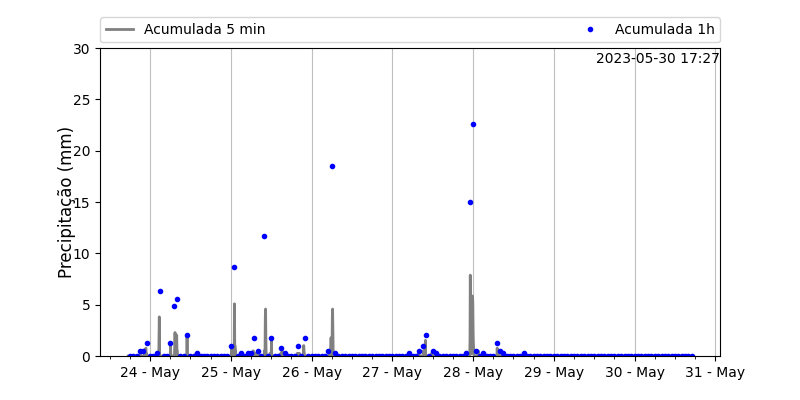 Acumulada 5 min Acumulada 1h
2023-05-30 17:27
Precipitação (mm)
30
25
20
15
10
5
0
24 - May 25 - May 26 - May 27 - May 28 - May 29 - May 30 - May 31 - May